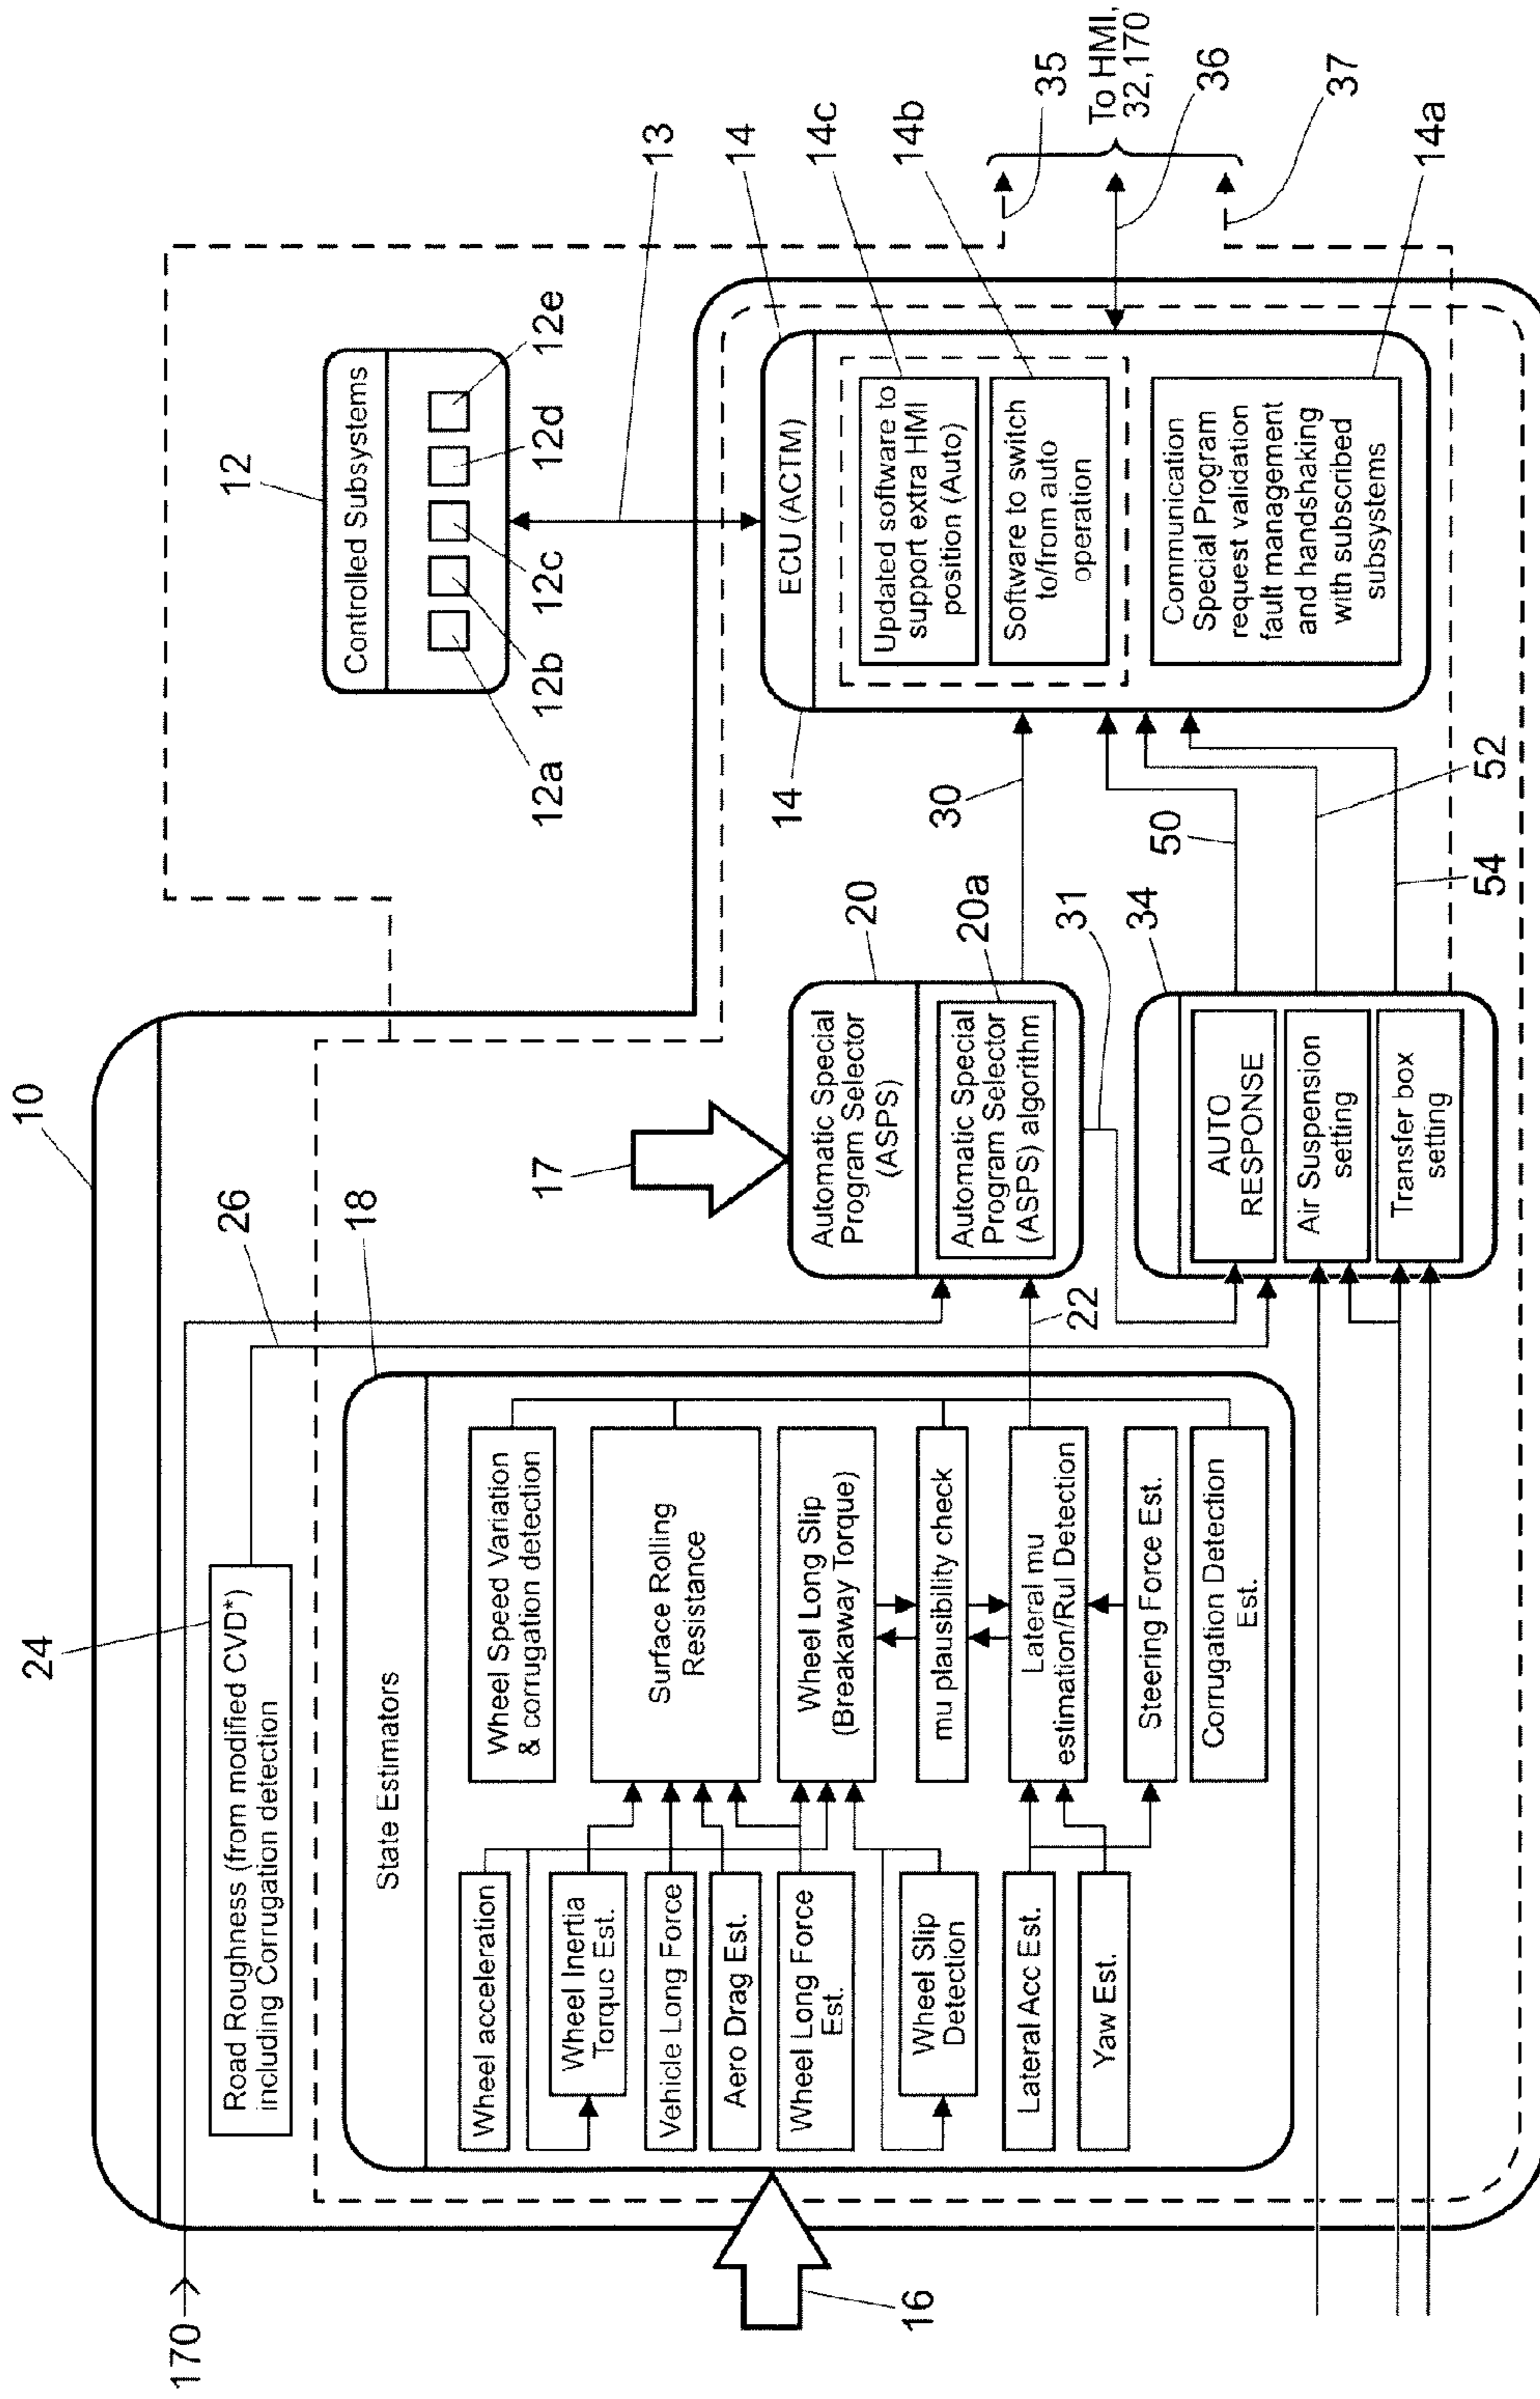 10
170
24
Road Roughness (from modified CVD*)
including Corrugation detection
26
18
State Estimators
Wheel acceleration
Wheel Inertia
Torque Est.
Vehicle Long Force
Aero Drag Est.
Wheel Long Force
Est.
Wheel Slip
Detection
Lateral Acc Est.
Yaw Est.
Wheel Speed Variation
& corrugation detection
Surface Rolling
Resistance
Wheel Long Slip
(Breakaway Torque)
mu plausibility check
Lateral mu
estimation/Rul Detection
Steering Force Est.
Corrugation Detection
Est.
16
22
17
20
Automatic Special
Program Selector
(ASPS)
20a
Automatic Special
Program Selector
(ASPS) algorithm
31
30
34
AUTO
RESPONSE
Air Suspension
setting
Transfer box
setting
50
52
54
12
Controlled Subsystems
12a
12b
12c
12d
12e
13
14
14
ECU (ACTM)
14c
Updated software to
support extra HMI
position (Auto)
14b
Software to switch
to/from auto
operation
14a
Communication
Special Program
request validation
fault management
and handshaking
with subscribed
subsystems
35
To HMI,
32,170
36
37